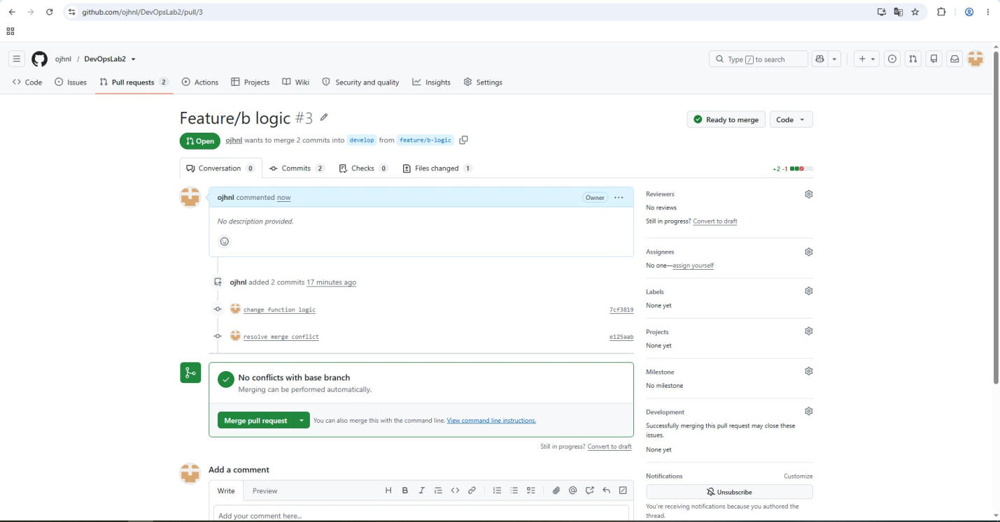 github.com/ojhnl/DevOpsLab2/pull/3
ojhnl / DevOpsLab2
Type / to search
Code Issues Pull requests 2 Actions Projects Wiki Security and quality Insights Settings
Feature/b logic #3
Ready to merge
Code
Open ojhnl wants to merge 2 commits into develop from feature/b-logic
Conversation 0 Commits 2 Checks 0 Files changed 1
+2 -1
ojhnl commented now
Owner
No description provided.
ojhnl added 2 commits 17 minutes ago
change function logic 7cf3819
resolve merge conflict e125aab
No conflicts with base branch
Merging can be performed automatically.
Merge pull request You can also merge this with the command line. View command line instructions.
Still in progress? Convert to draft
Add a comment
Write Preview
H B I
Add your comment here...
Reviewers
No reviews
Still in progress? Convert to draft
Assignees
No one—assign yourself
Labels
None yet
Projects
None yet
Milestone
No milestone
Development
Successfully merging this pull request may close these
issues.
None yet
Notifications Customize
Unsubscribe
You're receiving notifications because you authored the
thread.